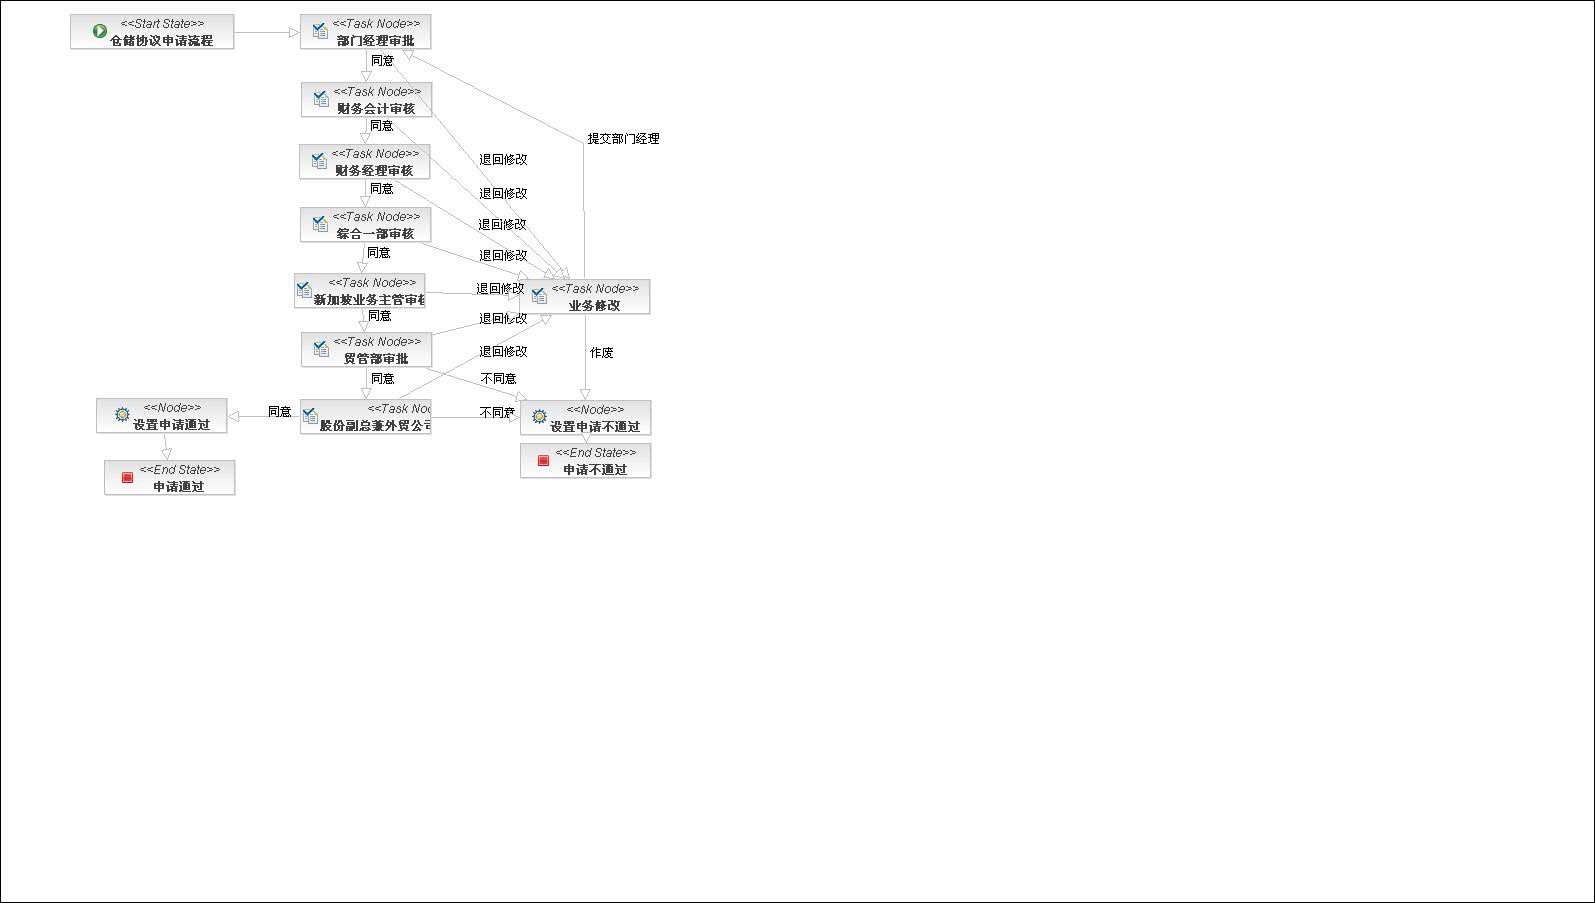 <<Start State>>
仓储协议申请流程
<<Task Node>>
部门经理审批
同意
<<Task Node>>
财务会计审核
同意
提交部门经理
<<Task Node>>
财务经理审核
退回修改
同意
退回修改
<<Task Node>>
综合一部审核
退回修改
同意
退回修改
<<Task Node>>
新加坡业务主管审核
退回修改
<<Task Node>>
业务修改
同意
退回修改
<<Task Node>>
贸管部审批
退回修改
作废
同意
不同意
<<Node>>
设置申请通过
同意
<<Task No
股份副总兼外贸公司
不同意
<<Node>>
设置申请不通过
<<End State>>
申请通过
<<End State>>
申请不通过